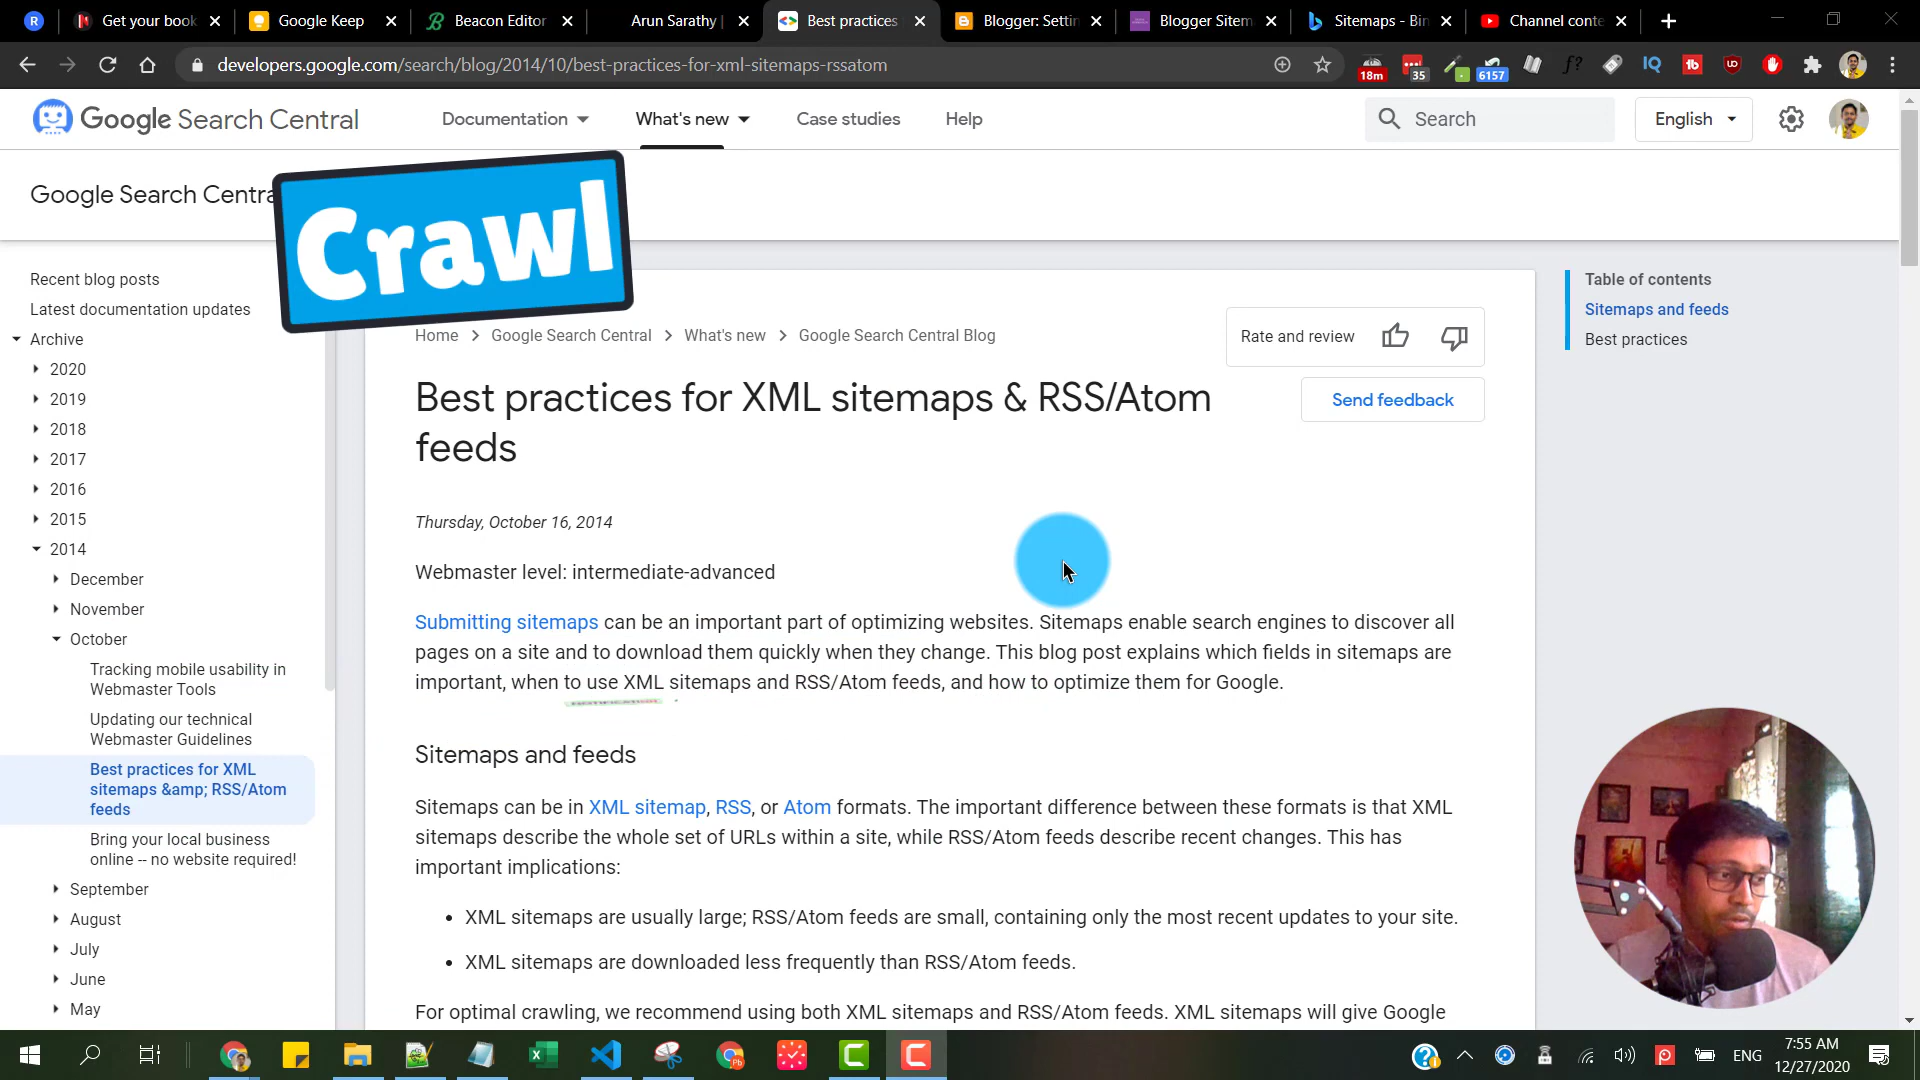 Get your book
Google Keep
Beacon Editor
Arun Sarathy |
Best practices
Blogger: Settin
Blogger Sitem
Sitemaps - Bin
Channel conte
developers.google.com/search/blog/2014/10/best-practices-for-xml-sitemaps-rssatom
18m
35
6157
Google Search Central
Documentation
What's new
Case studies
Help
Search
English
Google Search Centra
Crawl
Recent blog posts
Latest documentation updates
Archive
2020
2019
2018
2017
2016
2015
2014
December
November
October
Tracking mobile usability in
Webmaster Tools
Updating our technical
Webmaster Guidelines
Best practices for XML
sitemaps &amp; RSS/Atom
feeds
Bring your local business
online -- no website required!
September
August
July
June
May
Home > Google Search Central > What's new > Google Search Central Blog
Rate and review
Send feedback
Best practices for XML sitemaps & RSS/Atom
feeds
Thursday, October 16, 2014
Webmaster level: intermediate-advanced
Submitting sitemaps can be an important part of optimizing websites. Sitemaps enable search engines to discover all
pages on a site and to download them quickly when they change. This blog post explains which fields in sitemaps are
important, when to use XML sitemaps and RSS/Atom feeds, and how to optimize them for Google.
Sitemaps and feeds
Sitemaps can be in XML sitemap, RSS, or Atom formats. The important difference between these formats is that XML
sitemaps describe the whole set of URLs within a site, while RSS/Atom feeds describe recent changes. This has
important implications:
• XML sitemaps are usually large; RSS/Atom feeds are small, containing only the most recent updates to your site.
• XML sitemaps are downloaded less frequently than RSS/Atom feeds.
For optimal crawling, we recommend using both XML sitemaps and RSS/Atom feeds. XML sitemaps will give Google
Table of contents
Sitemaps and feeds
Best practices
ENG
7:55 AM
12/27/2020